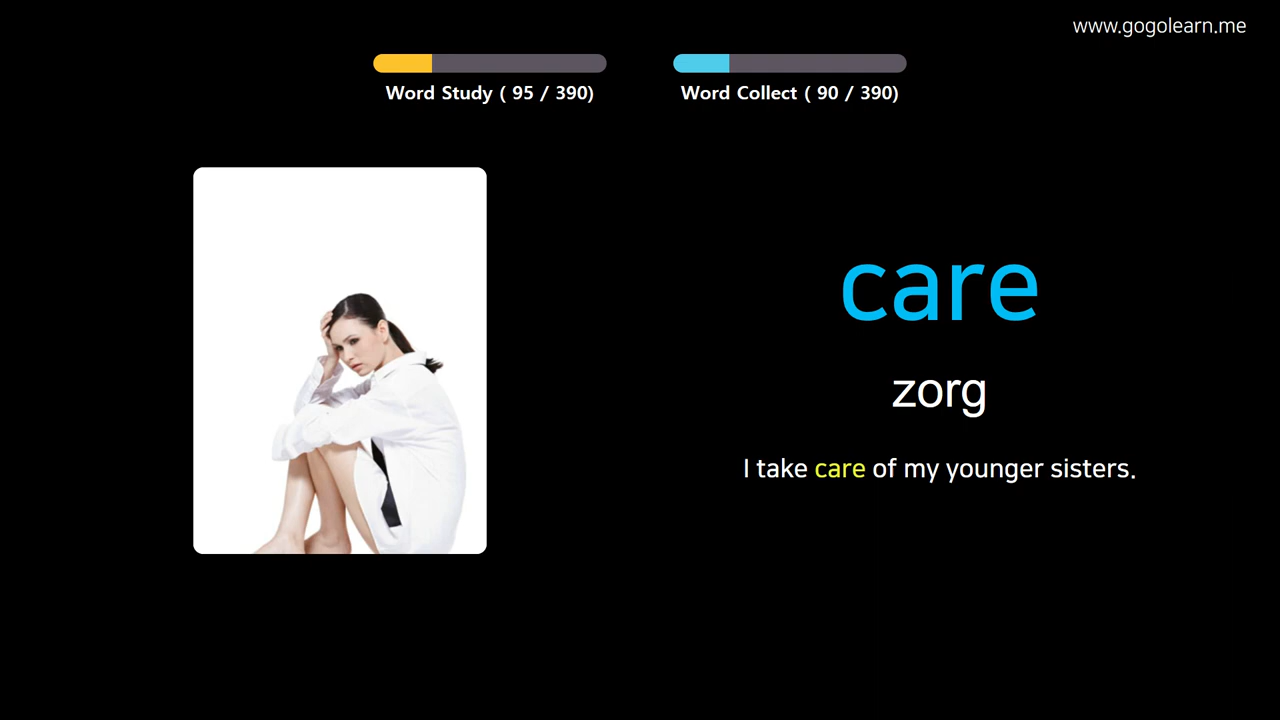 www.gogolearn.me
Word Study ( 95 / 390)
Word Collect ( 90 / 390)
care
zorg
I take care of my younger sisters.